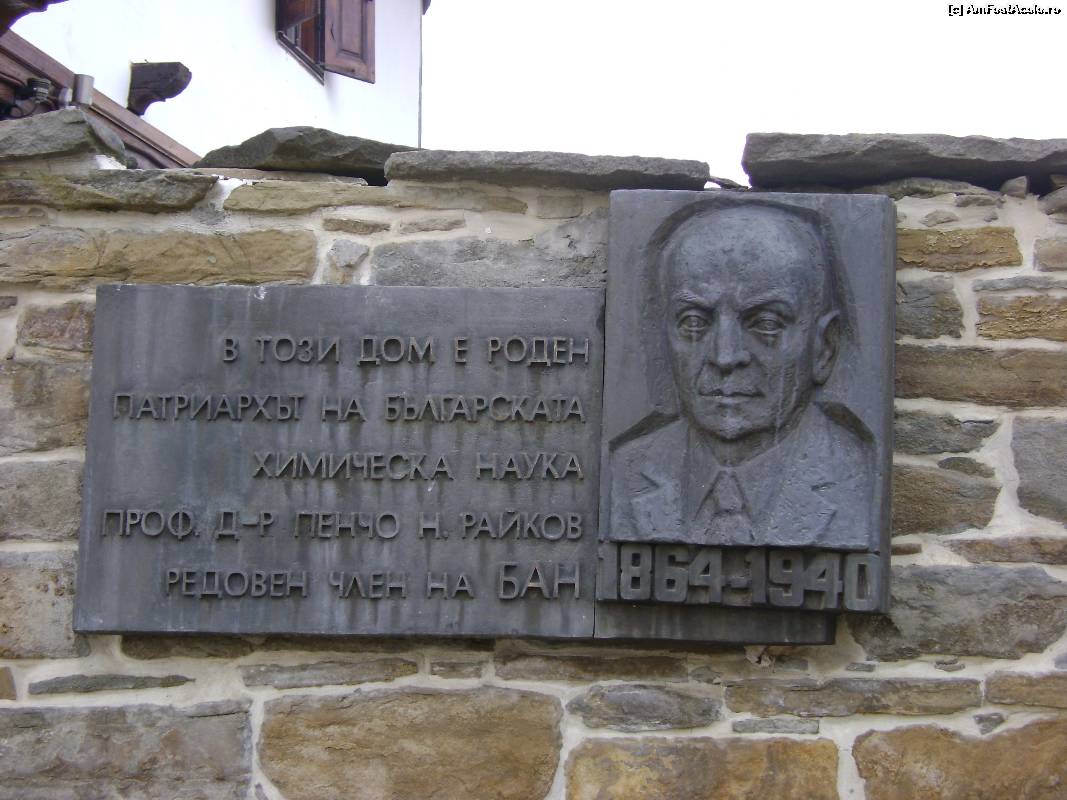 [c] AmFostAcolo.ro
В ТОЗИ ДОМ Е РОДЕН
ПАТРИАРХЪТ НА БЪЛГАРСКАТА
ХИМИЧЕСКА НАУКА
ПРОФ. Д-Р ПЕНЧО Н. РАЙКОВ
РЕДОВЕН ЧЛЕН НА БАН
1864-1940